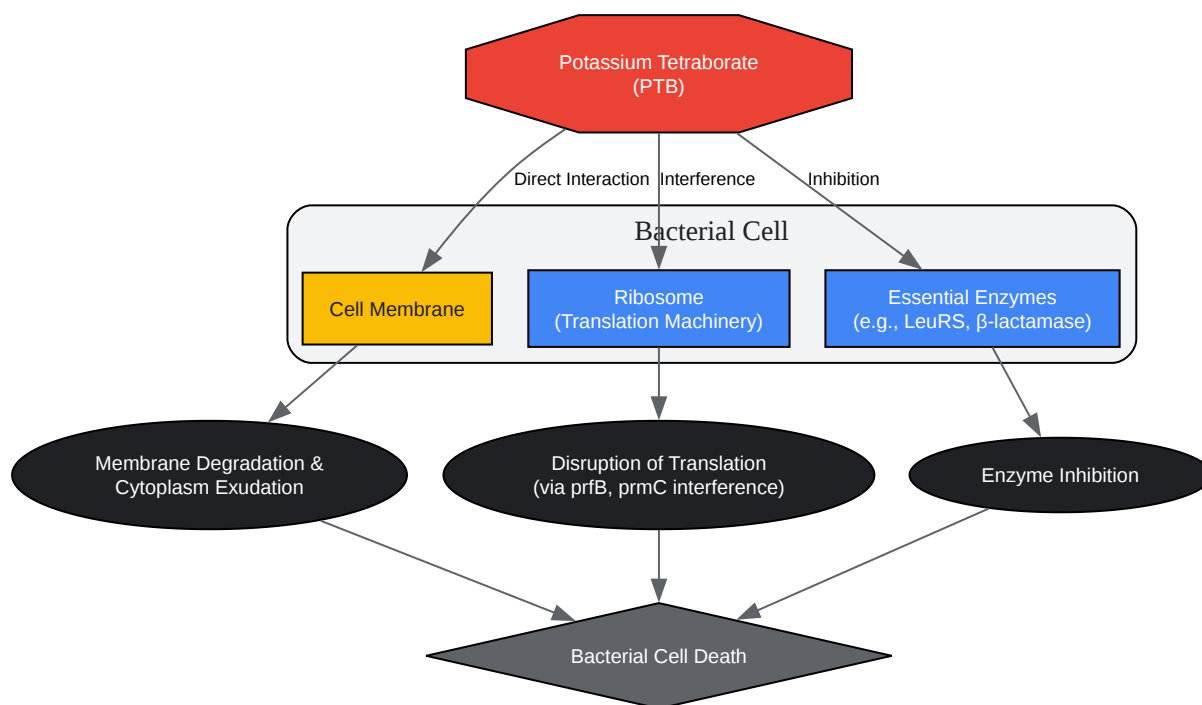 Potassium Tetraborate
(PTB)
Direct Interaction
Interference
Inhibition
Bacterial Cell
Cell Membrane
Ribosome
(Translation Machinery)
Essential Enzymes
(e.g., LeuRS, β-lactamase)
Membrane Degradation &
Cytoplasm Exudation
Disruption of Translation
(via prfB, prmC interference)
Enzyme Inhibition
Bacterial Cell Death